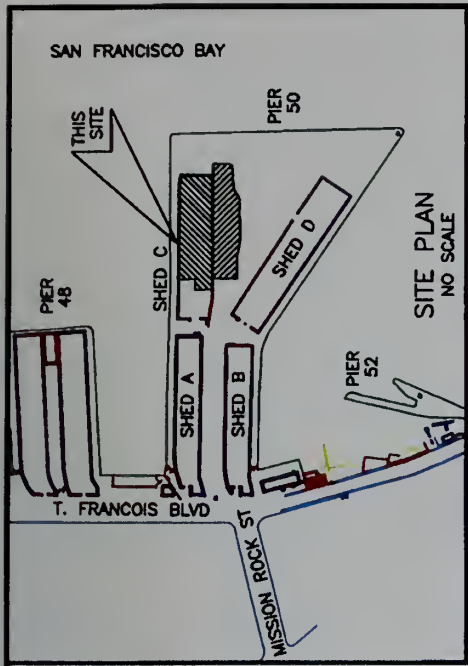 SAN FRANCISCO BAY
THIS
SITE
PIER
48
SHED C
PIER
50
SHED A
SHED B
SHED D
PIER
52
T. FRANCOIS BLVD
MISSION ROCK ST
SITE PLAN
NO SCALE